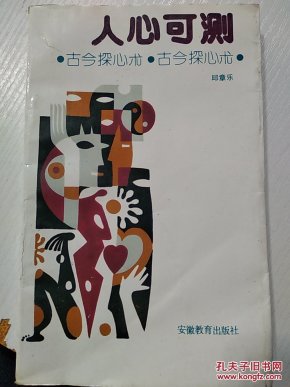 人心可测
•古今探心术•古今探心术•
邱章乐
安徽教育出版社
孔夫子旧书网